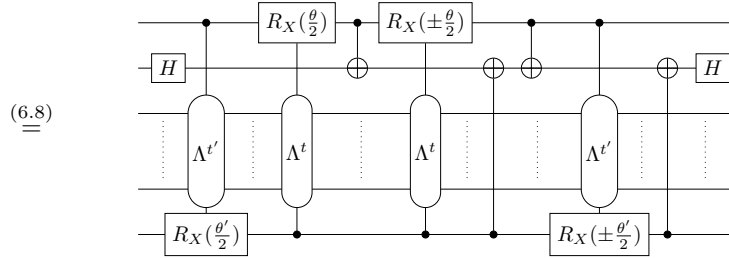 R_X(θ/2) R_X(±θ/2)
H H
(6.8)
=
Λ^{t'} Λ^t Λ^t Λ^{t'}
R_X(θ'/2) R_X(±θ'/2)